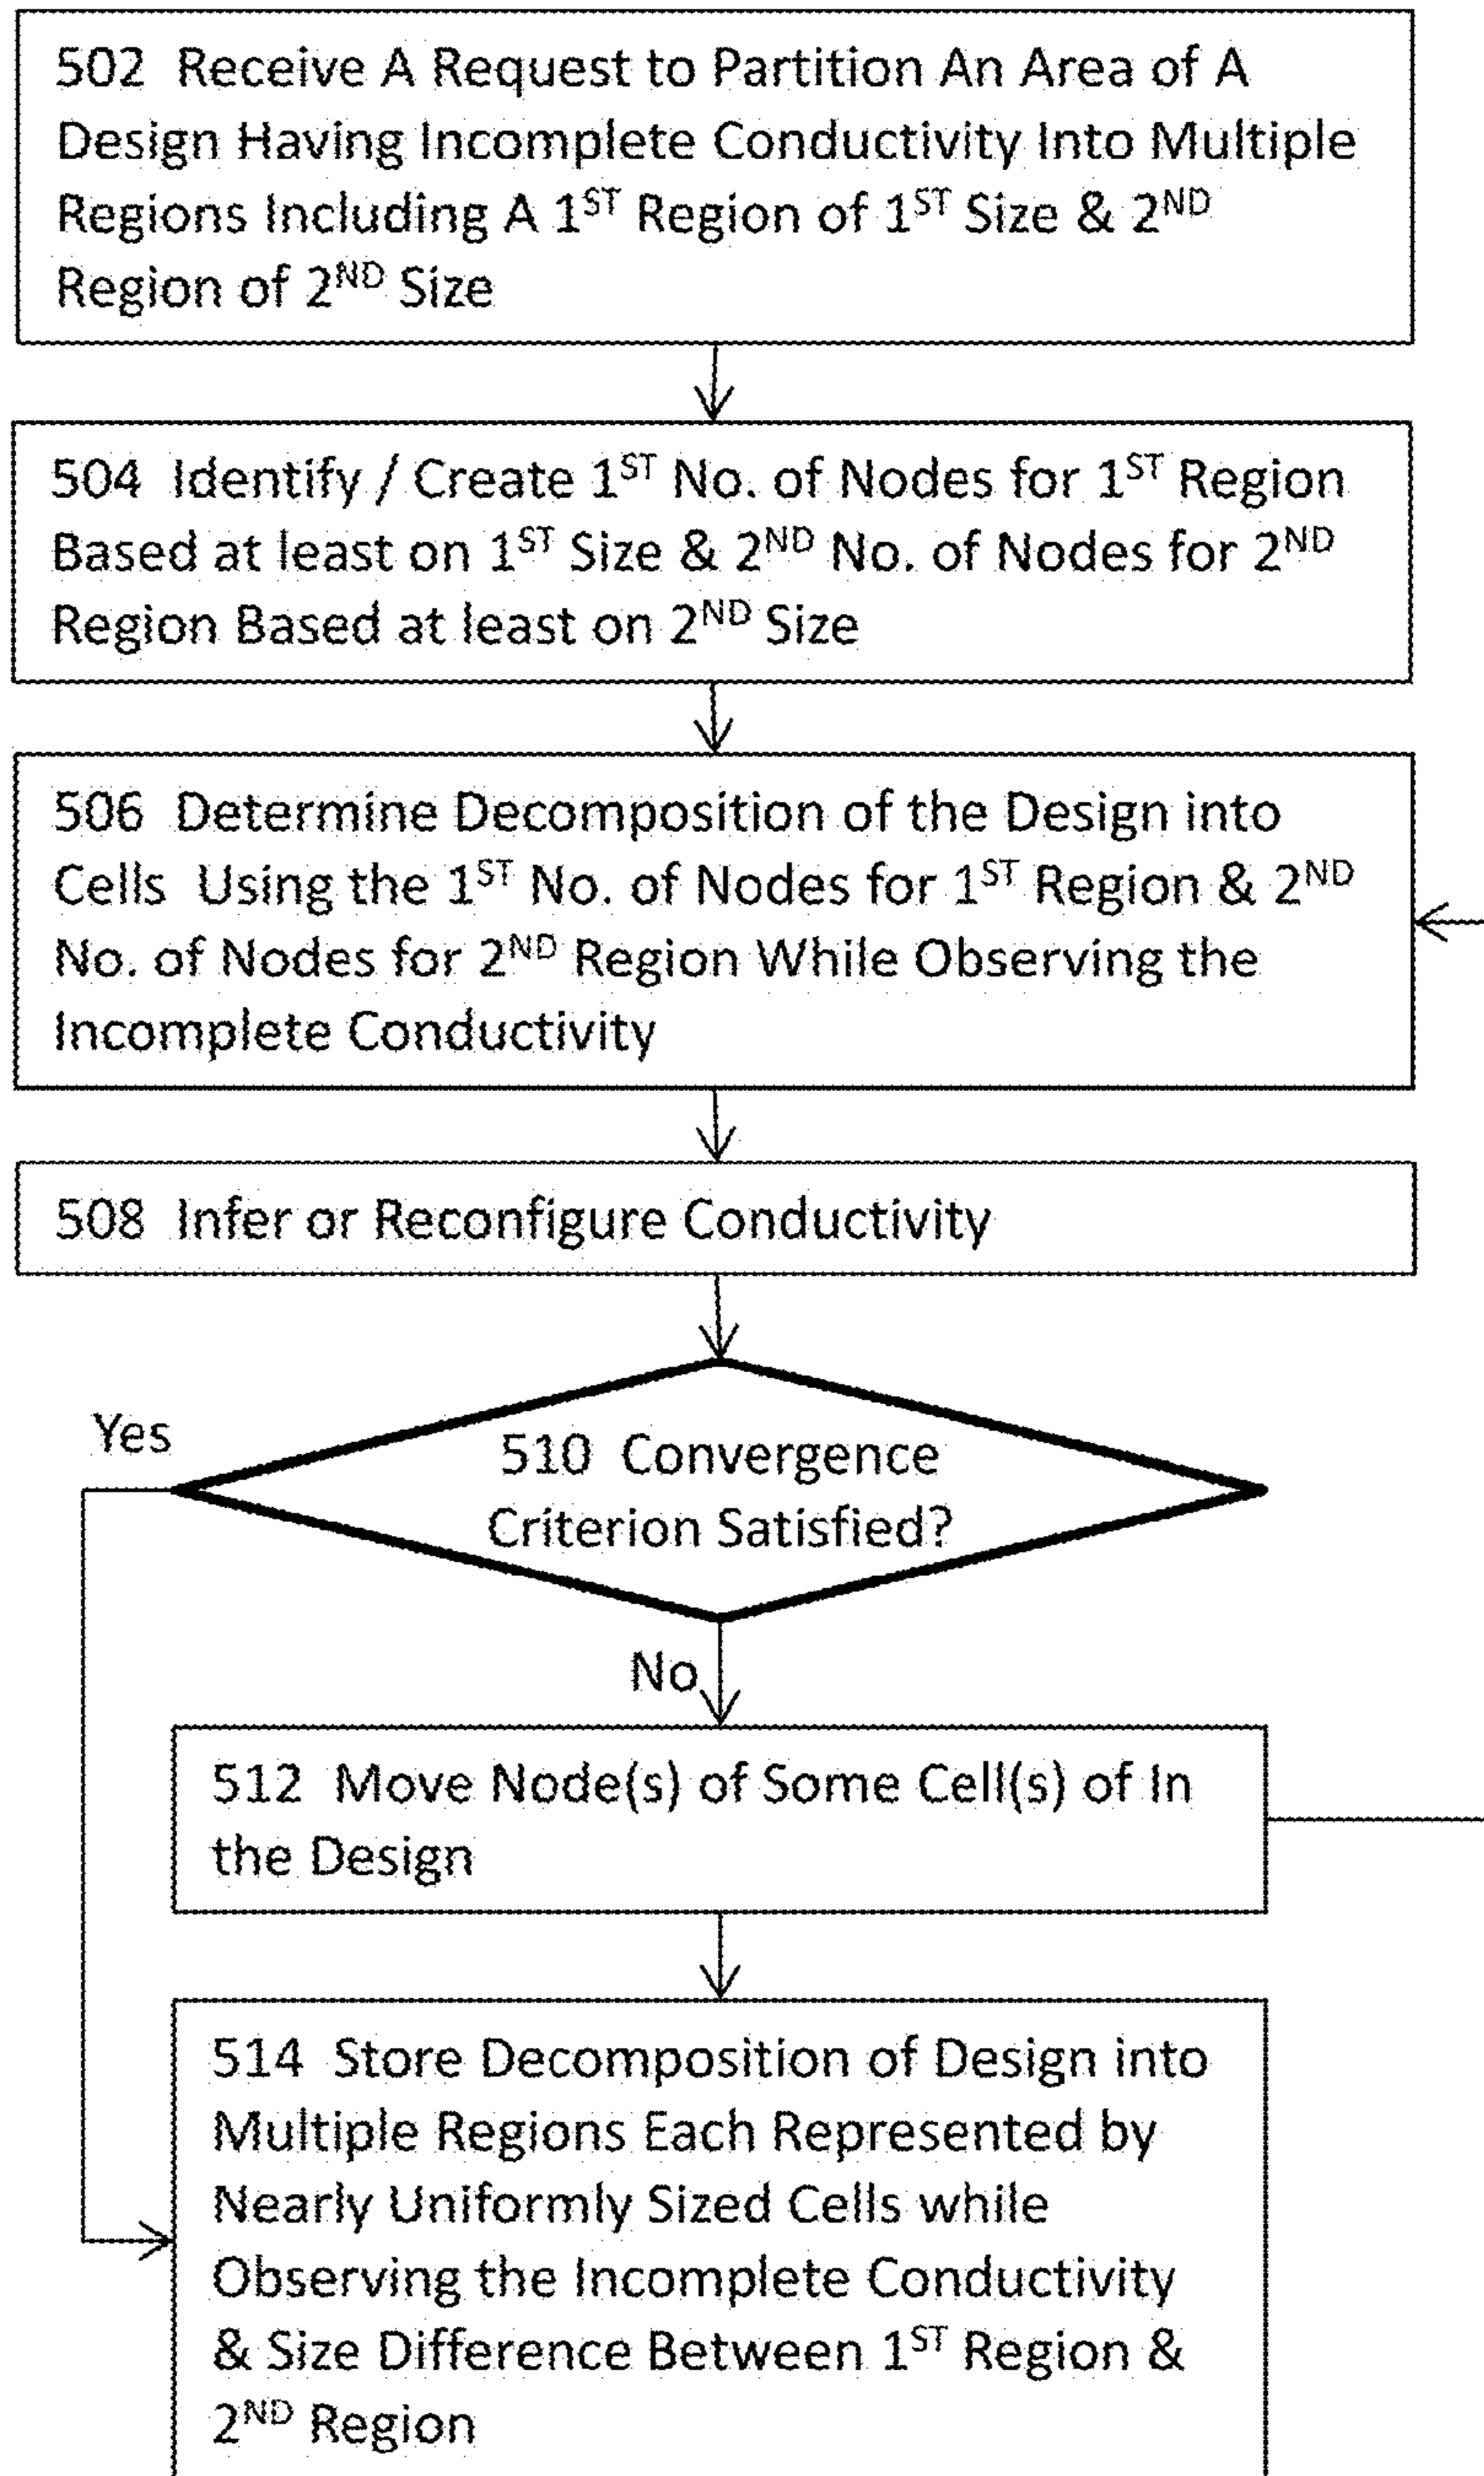 502 Receive A Request to Partition An Area of A
Design Having Incomplete Conductivity Into Multiple
Regions Including A 1ST Region of 1ST Size & 2ND
Region of 2ND Size
504 Identify / Create 1ST No. of Nodes for 1ST Region
Based at least on 1ST Size & 2ND No. of Nodes for 2ND
Region Based at least on 2ND Size
506 Determine Decomposition of the Design into
Cells Using the 1ST No. of Nodes for 1ST Region & 2ND
No. of Nodes for 2ND Region While Observing the
Incomplete Conductivity
508 Infer or Reconfigure Conductivity
Yes
510 Convergence
Criterion Satisfied?
No
512 Move Node(s) of Some Cell(s) of In
the Design
514 Store Decomposition of Design into
Multiple Regions Each Represented by
Nearly Uniformly Sized Cells while
Observing the Incomplete Conductivity
& Size Difference Between 1ST Region &
2ND Region